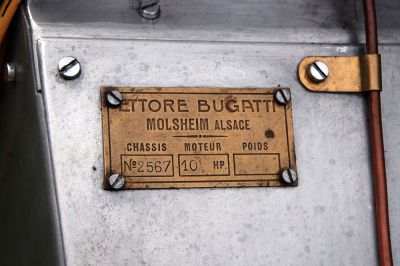 ETTORE BUGATTI
MOLSHEIM ALSACE
CHASSIS MOTEUR POIDS
№2567 10 HP.